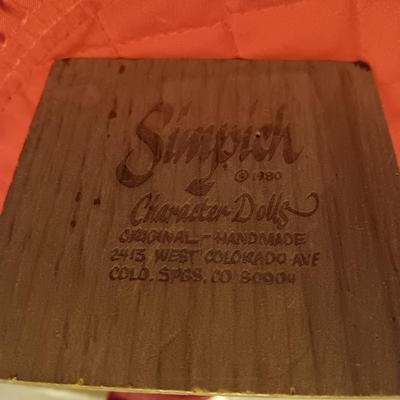 Simpich
© 1980
Character Dolls
ORIGINAL - HANDMADE
2413 WEST COLORADO AVE
COLO. SPGS, CO 80904